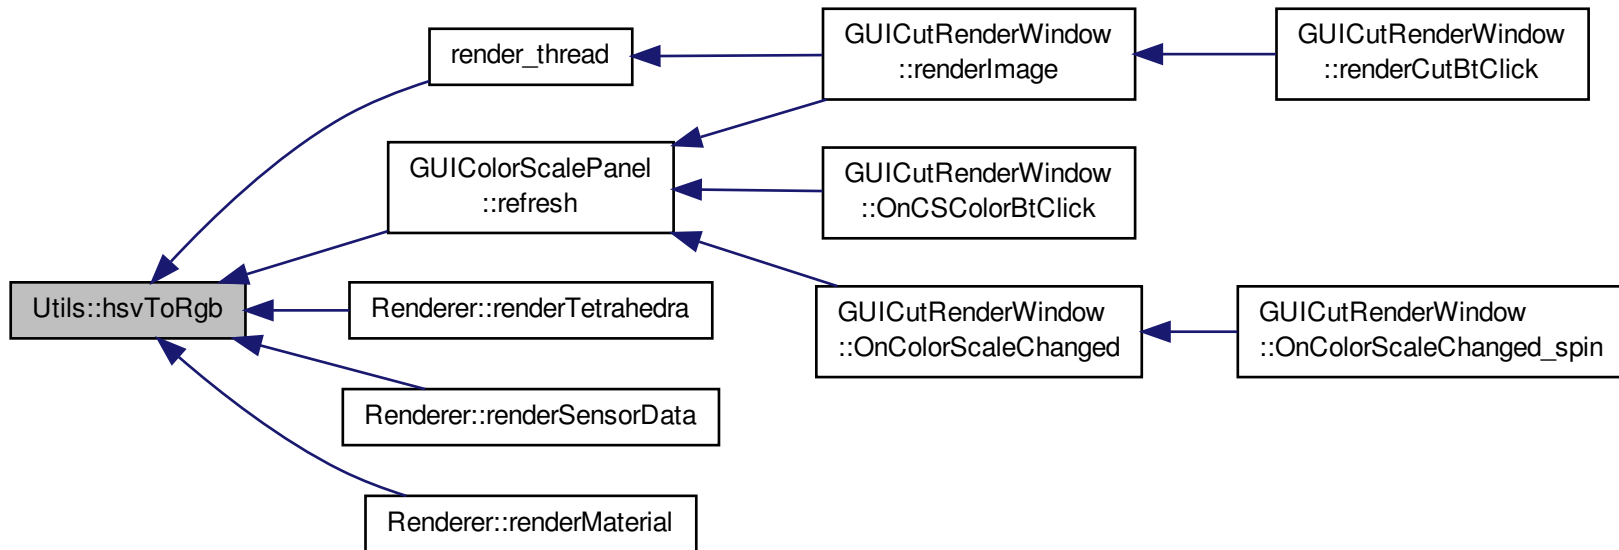 render_thread
GUICutRenderWindow
::renderImage
GUICutRenderWindow
::renderCutBtClick
GUIColorScalePanel
::refresh
GUICutRenderWindow
::OnCSColorBtClick
Utils::hsvToRgb
Renderer::renderTetrahedra
GUICutRenderWindow
::OnColorScaleChanged
GUICutRenderWindow
::OnColorScaleChanged_spin
Renderer::renderSensorData
Renderer::renderMaterial